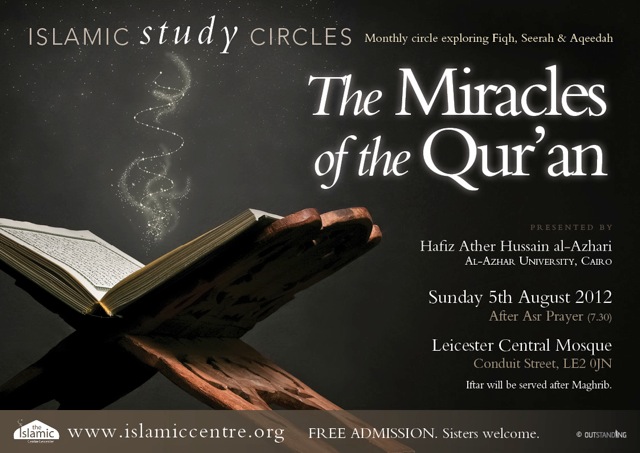 ISLAMIC study CIRCLES
Monthly circle exploring Fiqh, Seerah & Aqeedah
The Miracles
of the Qur'an
PRESENTED BY
Hafiz Ather Hussain al-Azhari
AL-AZHAR UNIVERSITY, CAIRO
Sunday 5th August 2012
After Asr Prayer (7.30)
Leicester Central Mosque
Conduit Street, LE2 0JN
Iftar will be served after Maghrib.
the
Islamic
www.islamiccentre.org
FREE ADMISSION. Sisters welcome.
© OUTSTANDING